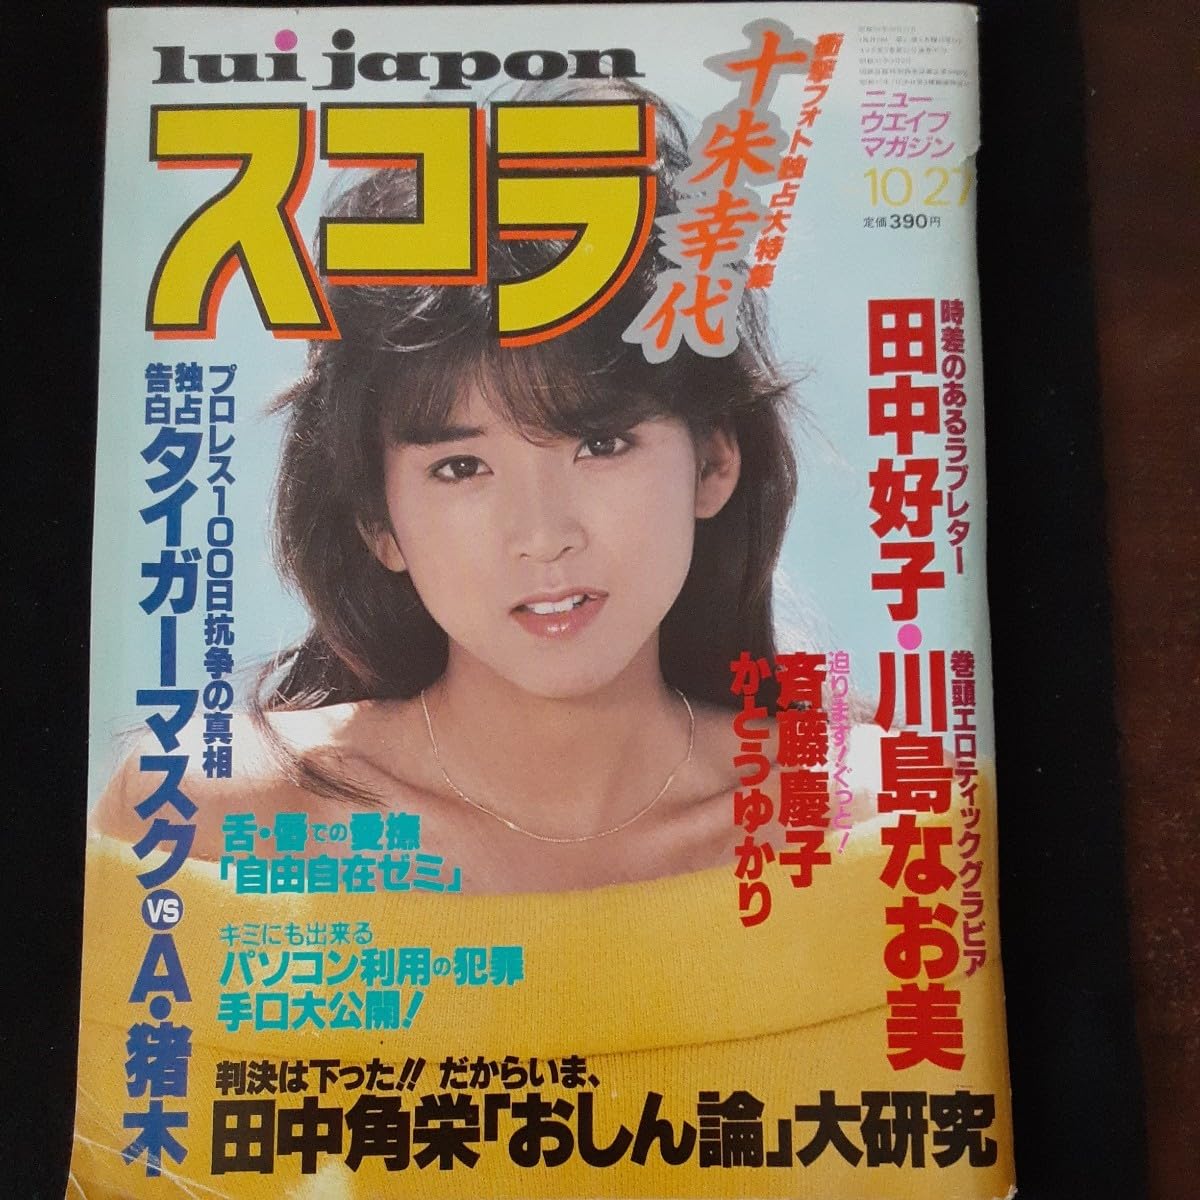 lui japon
スコラ
衝撃フォト独占大特集
十朱幸代
ニュー
ウエイブ
マガジン
10 27
定価390円
時差のあるラブレター
田中好子・川島なお美
巻頭エロティックグラビア
迫ります!ぐっと!
斉藤慶子
かとうゆかり
プロレス100日抗争の真相
独占
告白
タイガーマスクVSA・猪木
舌・唇での愛撫
「自由自在ゼミ」
キミにも出来る
パソコン利用の犯罪
手口大公開!
判決は下った!! だからいま、
田中角栄「おしん論」大研究